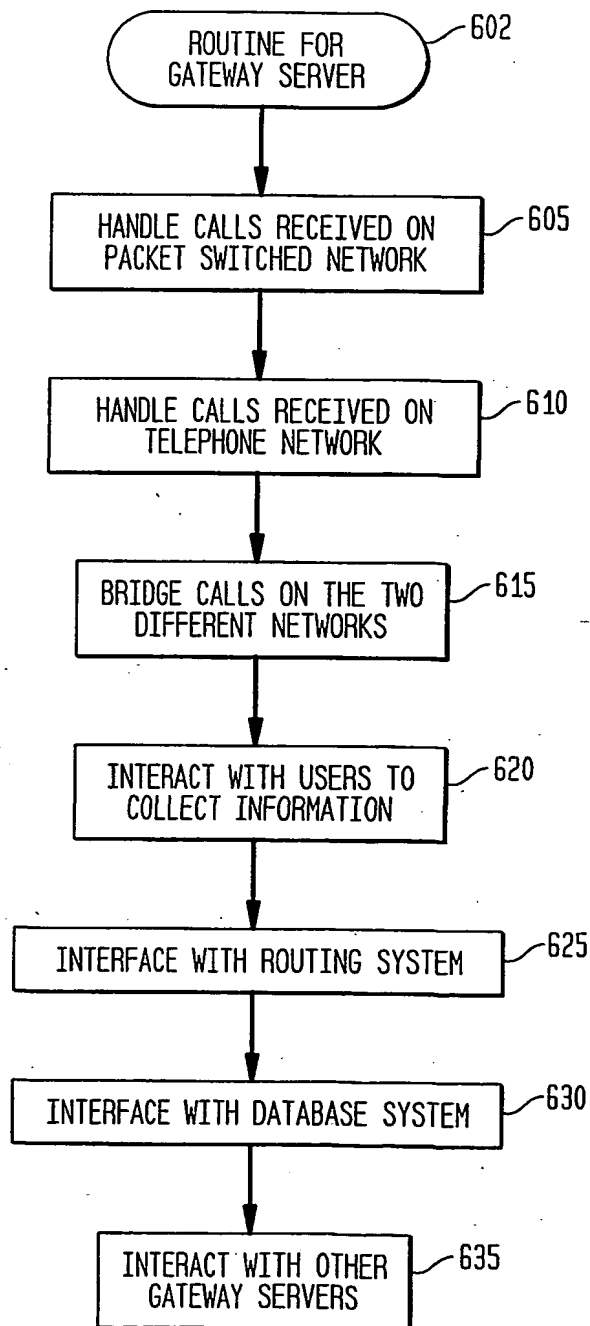 ROUTINE FOR
GATEWAY SERVER
602
HANDLE CALLS RECEIVED ON
PACKET SWITCHED NETWORK
605
HANDLE CALLS RECEIVED ON
TELEPHONE NETWORK
610
BRIDGE CALLS ON THE TWO
DIFFERENT NETWORKS
615
INTERACT WITH USERS TO
COLLECT INFORMATION
620
INTERFACE WITH ROUTING SYSTEM
625
INTERFACE WITH DATABASE SYSTEM
630
INTERACT WITH OTHER
GATEWAY SERVERS
635